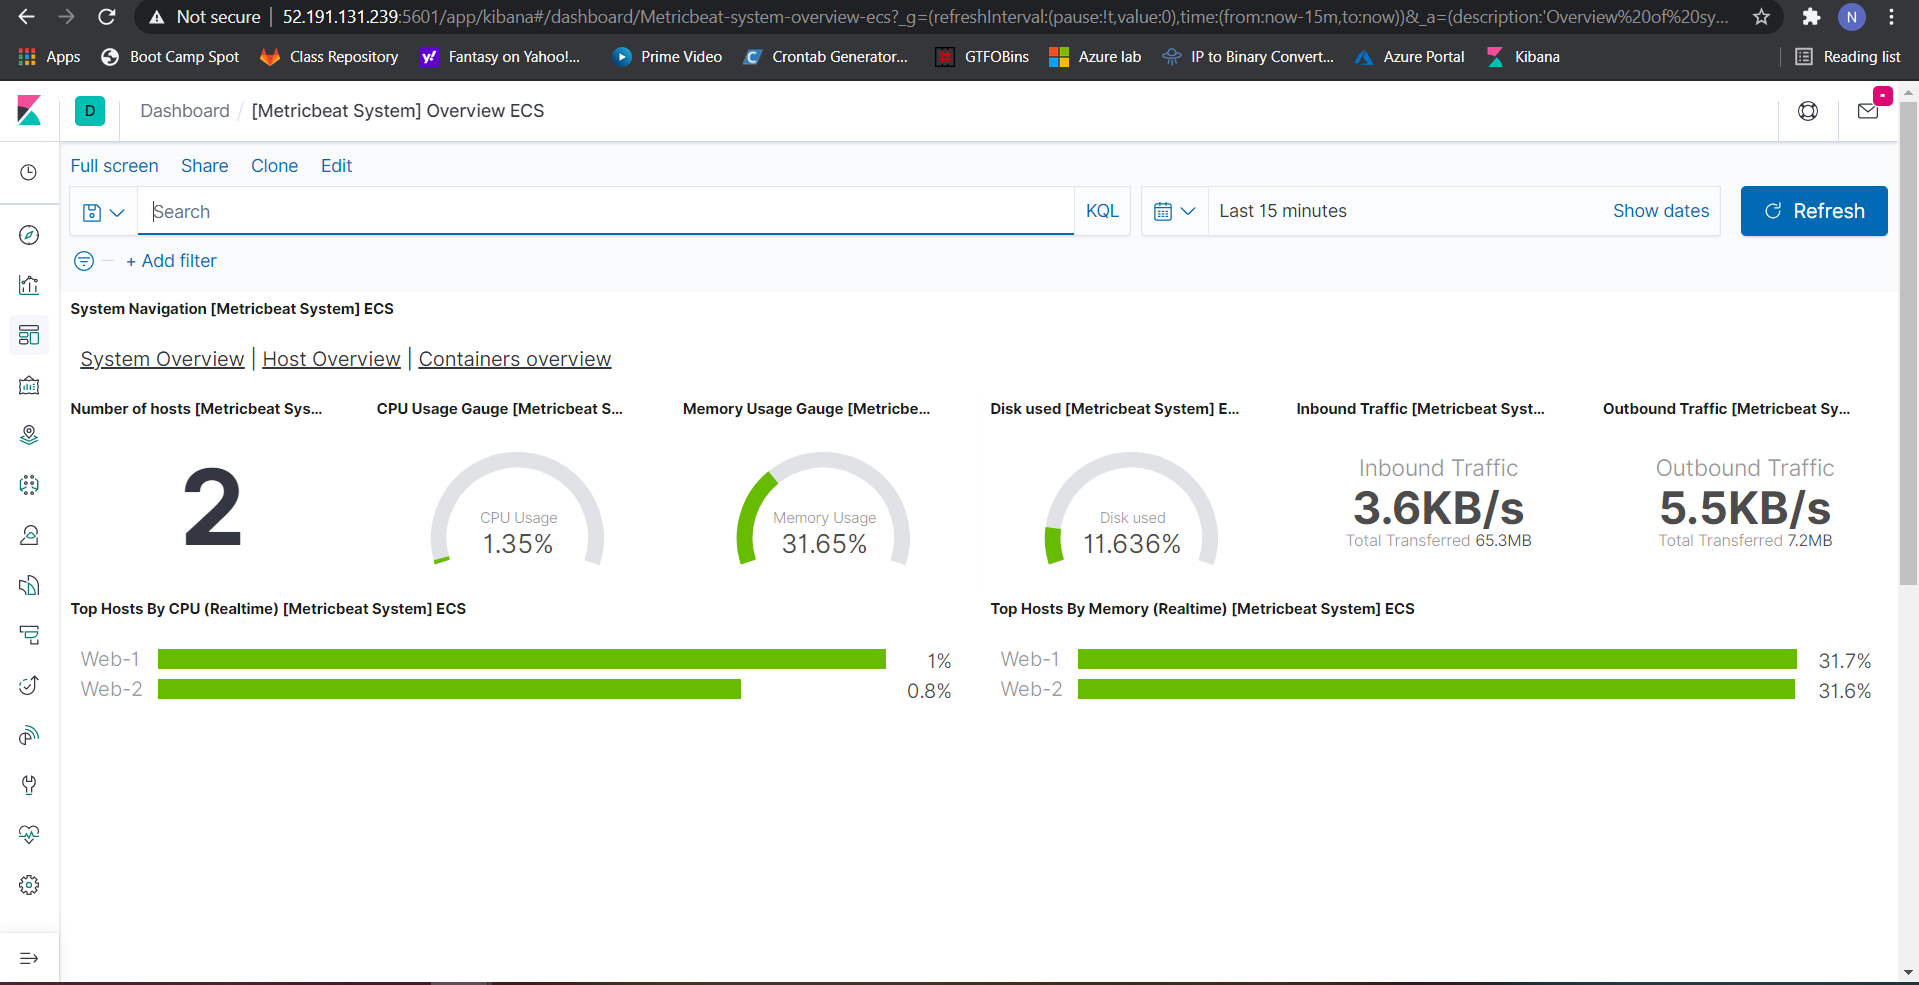 Not secure | 52.191.131.239:5601/app/kibana#/dashboard/Metricbeat-system-overview-ecs?_g=(refreshInterval:(pause:!t,value:0),time:(from:now-15m,to:now))&_a=(description:'Overview%20of%20sy... N
Apps Boot Camp Spot Class Repository Fantasy on Yahoo!... Prime Video Crontab Generator... GTFOBins Azure lab IP to Binary Convert... Azure Portal Kibana Reading list
D Dashboard / [Metricbeat System] Overview ECS
Full screen Share Clone Edit
Search KQL Last 15 minutes Show dates Refresh
+ Add filter
System Navigation [Metricbeat System] ECS
System Overview | Host Overview | Containers overview
Number of hosts [Metricbeat Sys... CPU Usage Gauge [Metricbeat S... Memory Usage Gauge [Metricbe... Disk used [Metricbeat System] E... Inbound Traffic [Metricbeat Syst... Outbound Traffic [Metricbeat Sy...
2
CPU Usage
1.35%
Memory Usage
31.65%
Disk used
11.636%
Inbound Traffic
3.6KB/s
Total Transferred 65.3MB
Outbound Traffic
5.5KB/s
Total Transferred 7.2MB
Top Hosts By CPU (Realtime) [Metricbeat System] ECS
Web-1 1%
Web-2 0.8%
Top Hosts By Memory (Realtime) [Metricbeat System] ECS
Web-1 31.7%
Web-2 31.6%